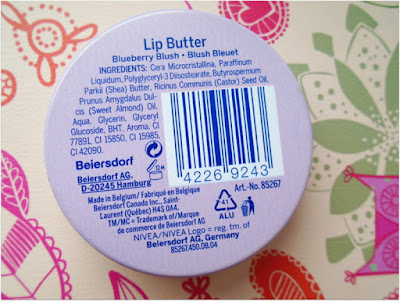 Lip Butter
Blueberry Blush • Blush Bleuet
INGREDIENTS: Cera Microcristallina, Paraffinum
Liquidum, Polyglyceryl-3 Diisostearate, Butyrospermum
Parkii (Shea) Butter, Ricinus Communis (Castor) Seed Oil,
Prunus Amygdalus Dul-
cis (Sweet Almond) Oil,
Aqua, Glycerin, Glyceryl
Glucoside, BHT, Aroma, CI
77891, CI 15850, CI 15985,
CI 42090.
Beiersdorf
Beiersdorf AG,
D-20245 Hamburg
12 M
4226 9243
Art.-No. 85267
41
ALU
Made in Belgium / Fabriqué en Belgique
Beiersdorf Canada Inc., Saint-
Laurent (Québec) H4S 0A4.
TM/MC = Trademark of/Marque
de commerce de Beiersdorf AG.
NIVEA/NIVEA Logo = reg. tm. of
Beiersdorf AG, Germany
85267.450.DB.04